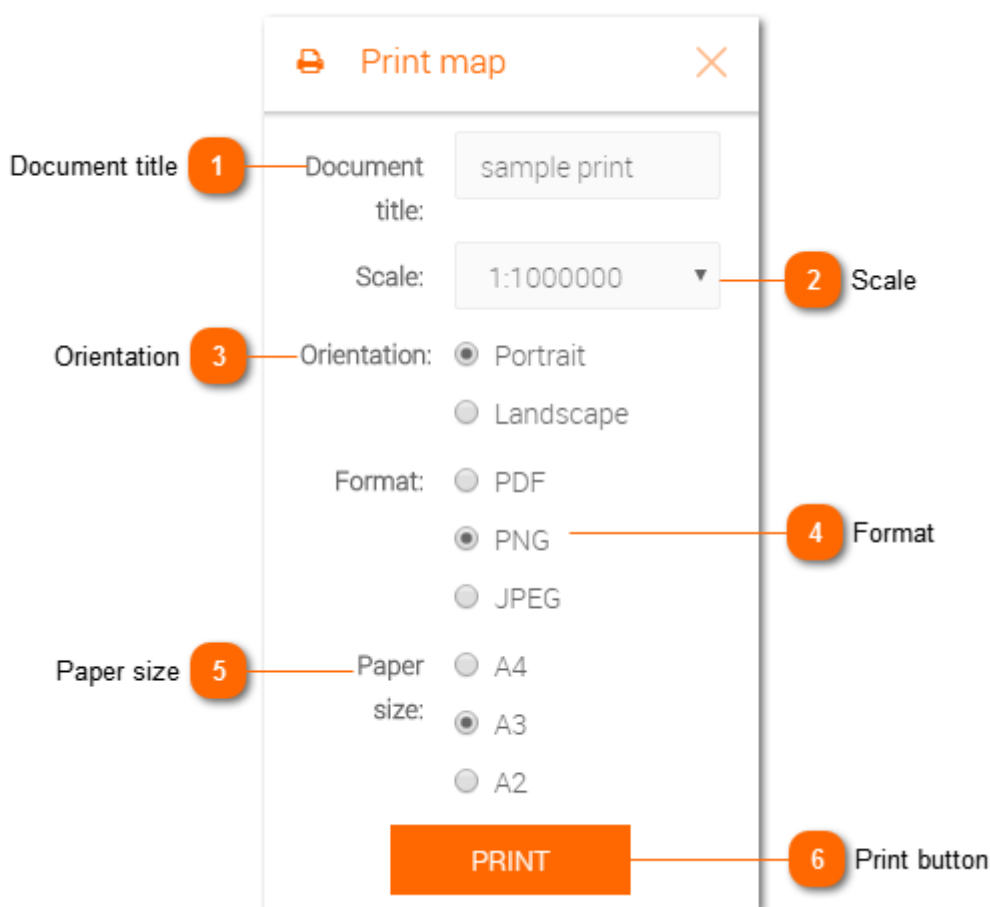 Print map
Document title 1 Document title: sample print
Scale: 1:1000000 2 Scale
Orientation 3 Orientation: Portrait
Landscape
Format: PDF
PNG 4 Format
JPEG
Paper size 5 Paper size: A4
A3
A2
PRINT 6 Print button